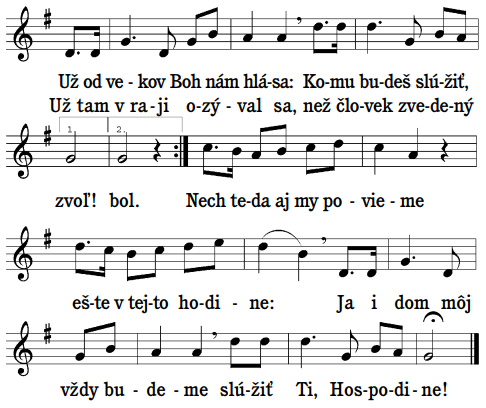 Už od ve - kov Boh nám hlá-sa: Ko-mu bu-deš slú-žiť,
Už tam v ra-ji o-zý-val sa, než člo-vek zve-de-ný
1. 2.
zvoľ! bol. Nech te-da aj my po - vie - me
eš-te v tej-to ho-di - ne: Ja i dom môj
vždy bu - de - me slú-žiť Ti, Hos-po-di-ne!